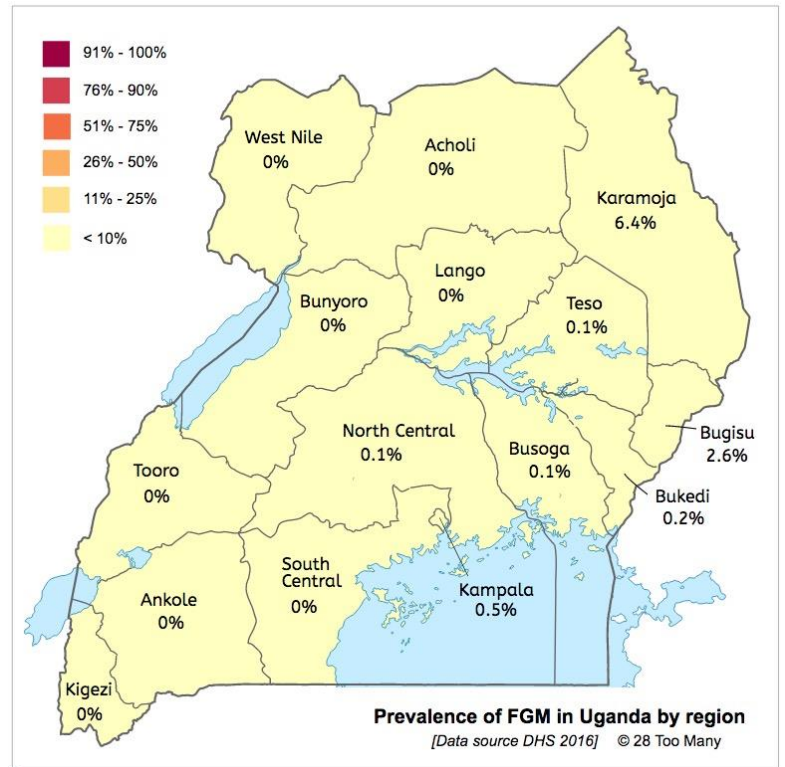 91% - 100%
76% - 90%
51% - 75%
26% - 50%
11% - 25%
< 10%
West Nile
0%
Acholi
0%
Karamoja
6.4%
Lango
0%
Bunyoro
0%
Teso
0.1%
North Central
0.1%
Busoga
0.1%
Bugisu
2.6%
Bukedi
0.2%
Tooro
0%
South
Central
0%
Kampala
0.5%
Ankole
0%
Kigezi
0%
Prevalence of FGM in Uganda by region
[Data source DHS 2016] © 28 Too Many